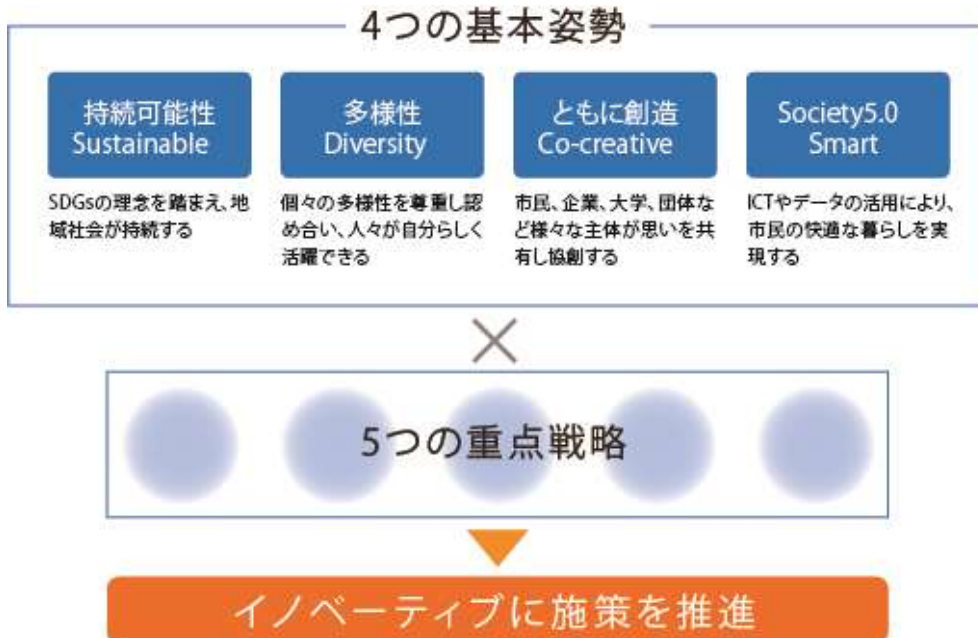 4つの基本姿勢
持続可能性
Sustainable
SDGsの理念を踏まえ、地
域社会が持続する
多様性
Diversity
個々の多様性を尊重し認
め合い、人々が自分らしく
活躍できる
ともに創造
Co-creative
市民、企業、大学、団体な
ど様々な主体が思いを共
有し協創する
Society5.0
Smart
ICTやデータの活用により、
市民の快適な暮らしを実
現する
×
5つの重点戦略
イノベーティブに施策を推進